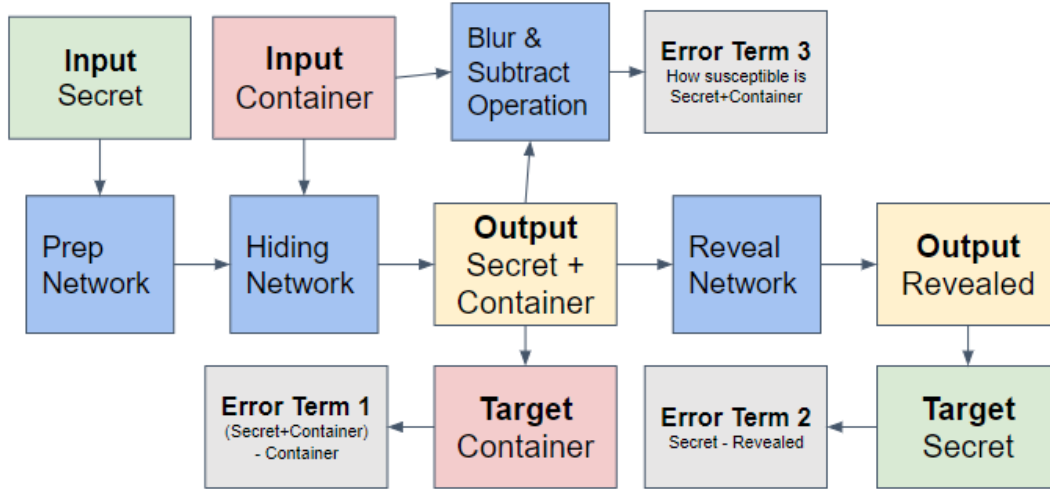 Input
Secret
Input
Container
Blur &
Subtract
Operation
Error Term 3
How susceptible is
Secret+Container
Prep
Network
Hiding
Network
Output
Secret +
Container
Reveal
Network
Output
Revealed
Error Term 1
(Secret+Container)
- Container
Target
Container
Error Term 2
Secret - Revealed
Target
Secret